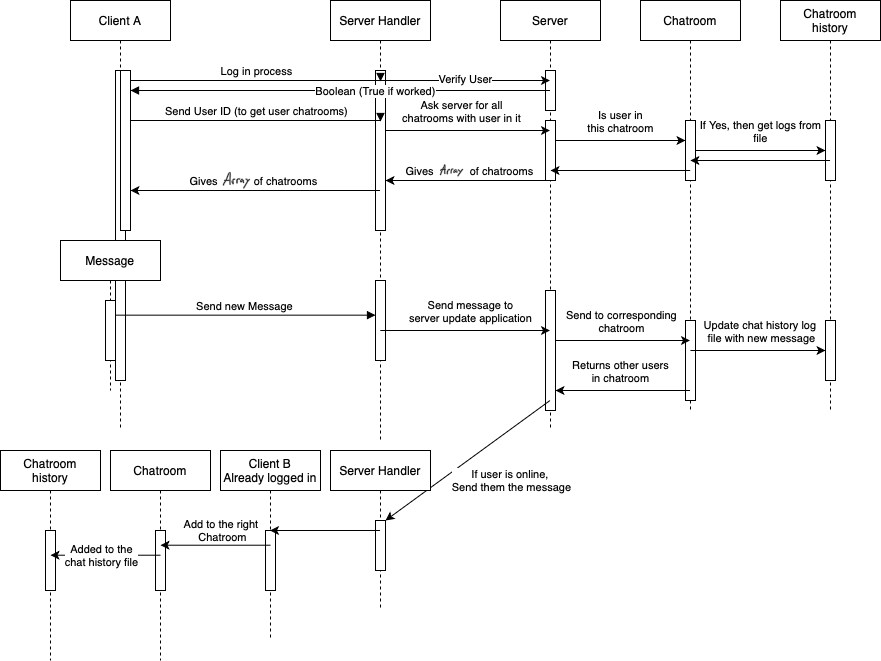 Client A
Server Handler
Server
Chatroom
Chatroom
history
Log in process
Verify User
Boolean (True if worked)
Send User ID (to get user chatrooms)
Ask server for all
chatrooms with user in it
Is user in
this chatroom
If Yes, then get logs from
file
Gives Array of chatrooms
Gives Array of chatrooms
Message
Send new Message
Send message to
server update application
Send to corresponding
chatroom
Update chat history log
file with new message
Returns other users
in chatroom
If user is online,
Send them the message
Chatroom
history
Chatroom
Client B
Already logged in
Server Handler
Add to the right
Chatroom
Added to the
chat history file